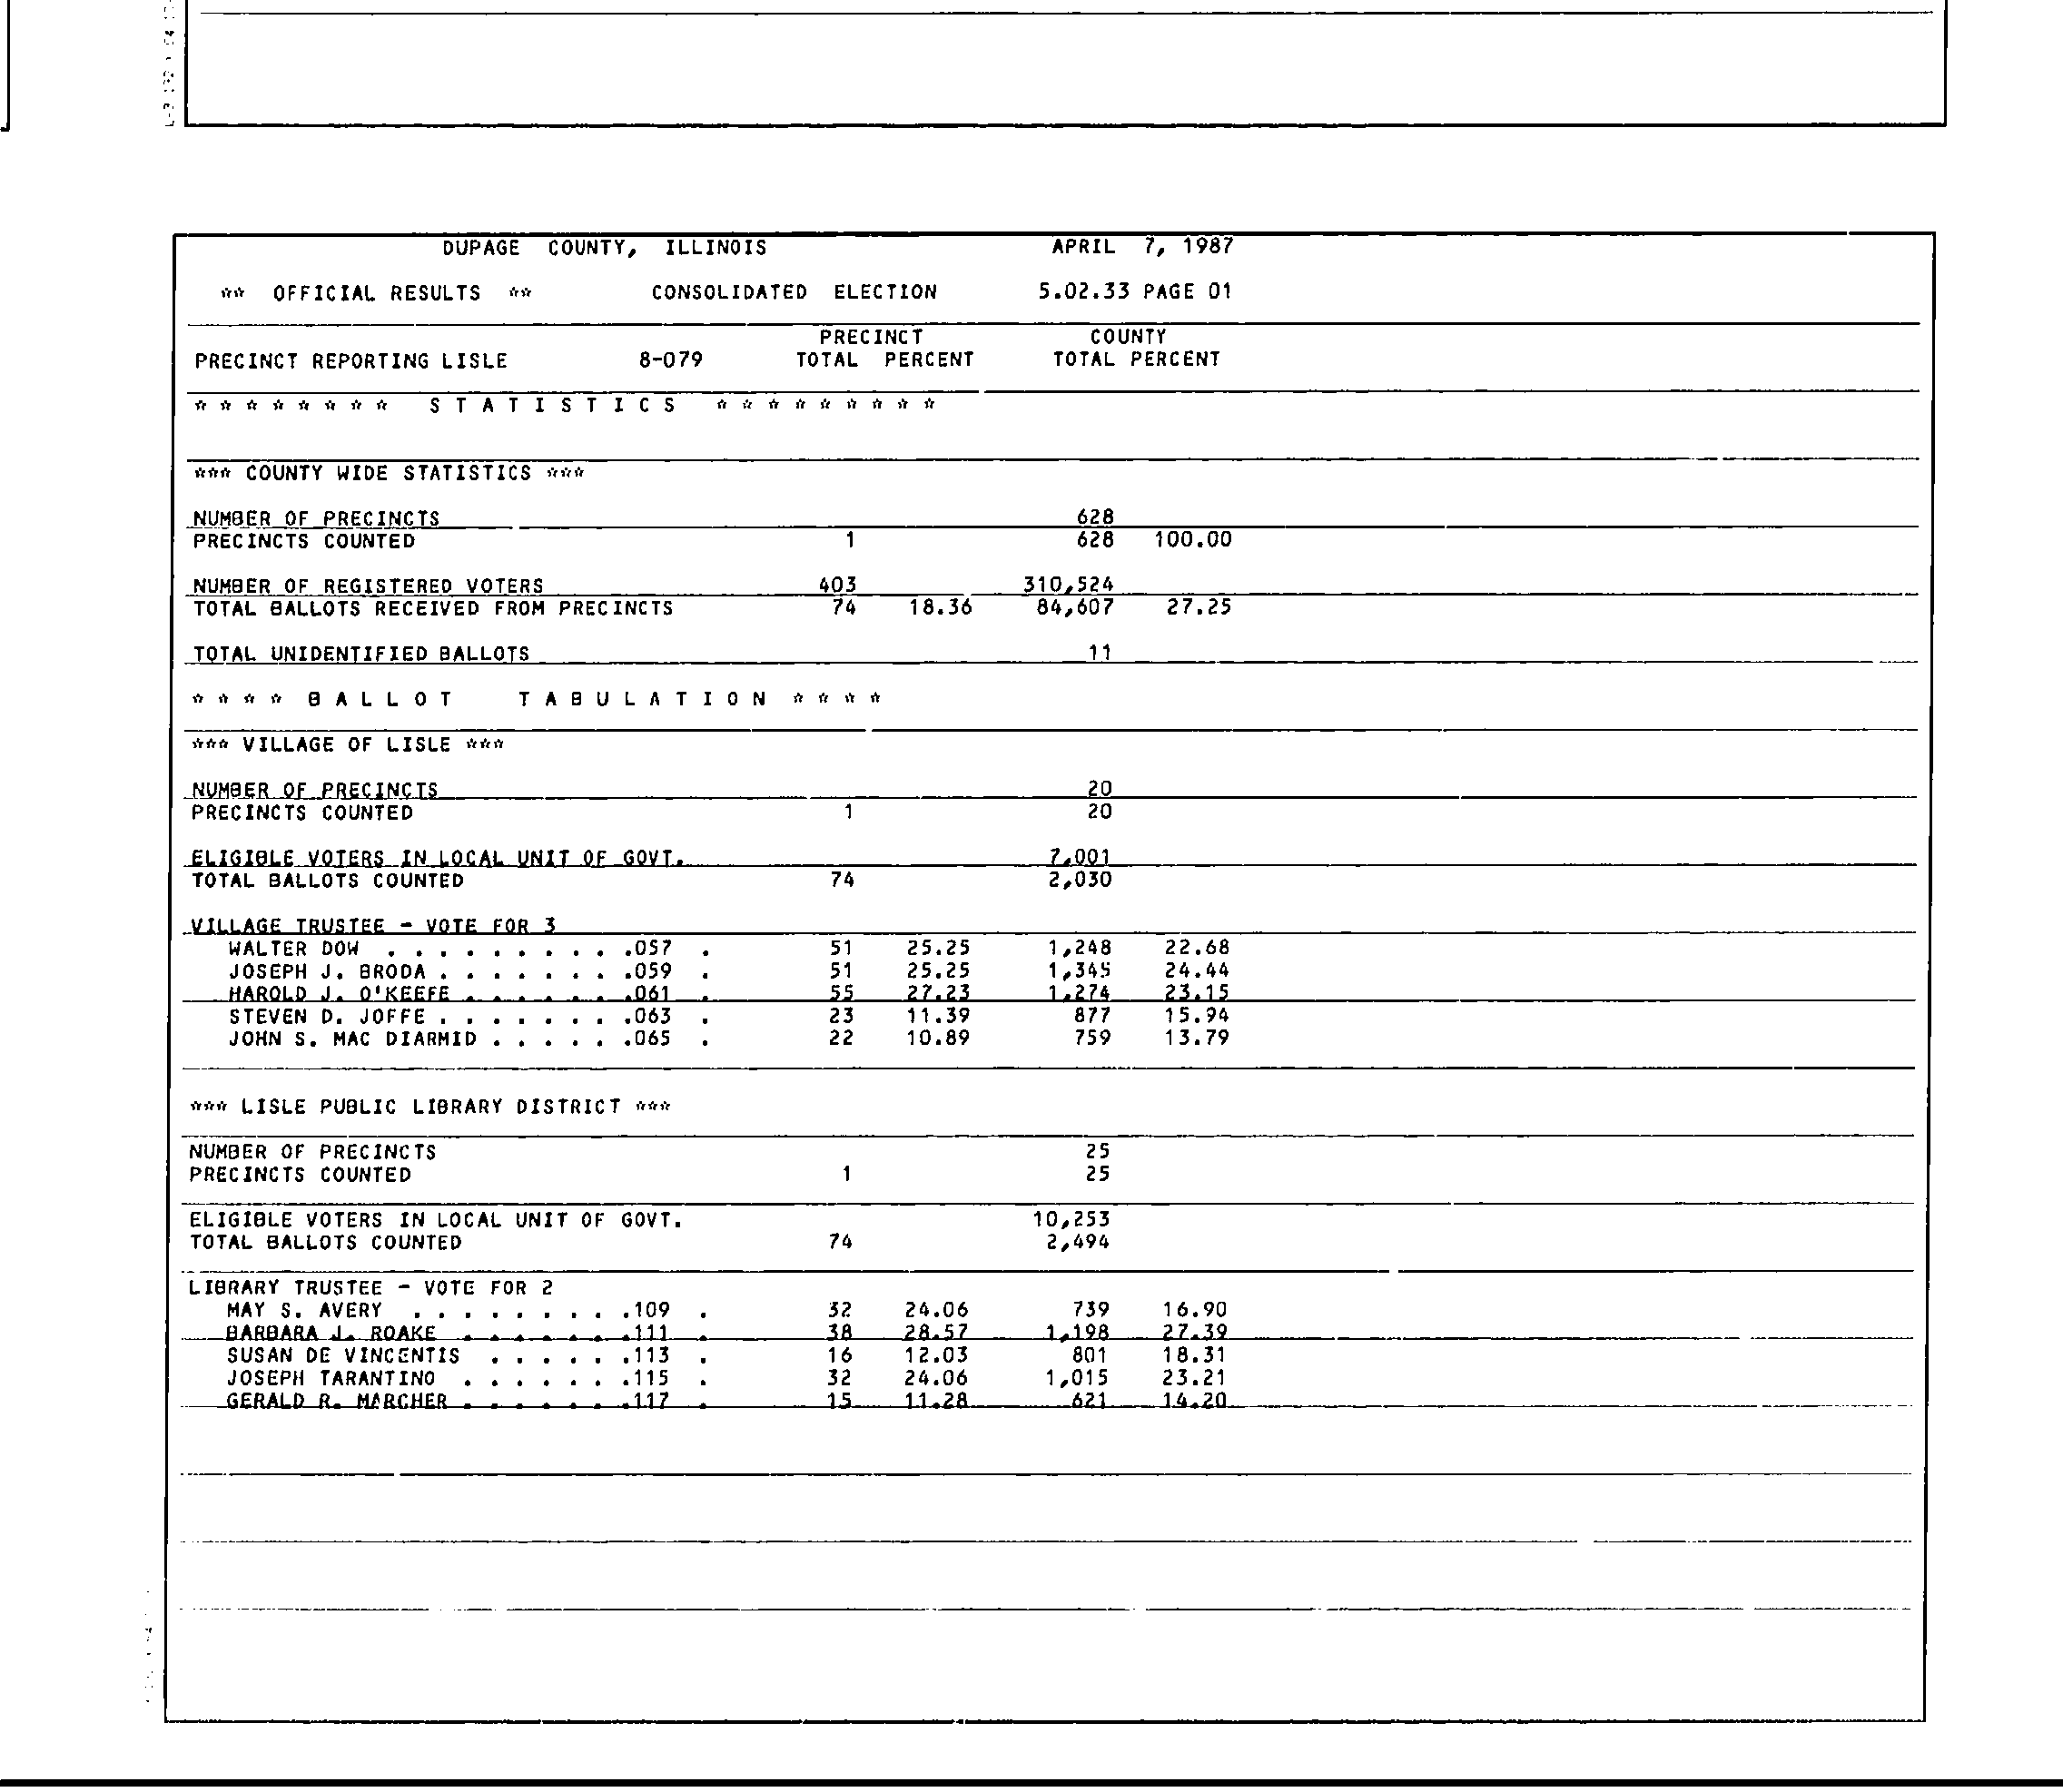 DUPAGE COUNTY, ILLINOIS APRIL 7, 1987
** OFFICIAL RESULTS ** CONSOLIDATED ELECTION 5.02.33 PAGE 01
PRECINCT COUNTY
PRECINCT REPORTING LISLE 8-079 TOTAL PERCENT TOTAL PERCENT
* * * * * * * * S T A T I S T I C S * * * * * * * * *
*** COUNTY WIDE STATISTICS ***
NUMBER OF PRECINCTS 628
PRECINCTS COUNTED 1 628 100.00
NUMBER OF REGISTERED VOTERS 403 310,524
TOTAL BALLOTS RECEIVED FROM PRECINCTS 74 18.36 84,607 27.25
TOTAL UNIDENTIFIED BALLOTS 11
* * * * B A L L O T T A B U L A T I O N * * * *
*** VILLAGE OF LISLE ***
NUMBER OF PRECINCTS 20
PRECINCTS COUNTED 1 20
ELIGIBLE VOTERS IN LOCAL UNIT OF GOVT. 7,001
TOTAL BALLOTS COUNTED 74 2,030
VILLAGE TRUSTEE - VOTE FOR 3
WALTER DOW . . . . . . . . . .057 . 51 25.25 1,248 22.68
JOSEPH J. BRODA . . . . . . . .059 . 51 25.25 1,345 24.44
HAROLD J. O'KEEFE . . . . . . .061 . 55 27.23 1,274 23.15
STEVEN D. JOFFE . . . . . . . .063 . 23 11.39 877 15.94
JOHN S. MAC DIARMID . . . . . .065 . 22 10.89 759 13.79
*** LISLE PUBLIC LIBRARY DISTRICT ***
NUMBER OF PRECINCTS 25
PRECINCTS COUNTED 1 25
ELIGIBLE VOTERS IN LOCAL UNIT OF GOVT. 10,253
TOTAL BALLOTS COUNTED 74 2,494
LIBRARY TRUSTEE - VOTE FOR 2
MAY S. AVERY . . . . . . . . .109 . 32 24.06 739 16.90
BARBARA J. ROAKE . . . . . . .111 . 38 28.57 1,198 27.39
SUSAN DE VINCENTIS . . . . . .113 . 16 12.03 801 18.31
JOSEPH TARANTINO . . . . . . .115 . 32 24.06 1,015 23.21
GERALD R. MARCHER . . . . . . .117 . 15 11.28 621 14.20